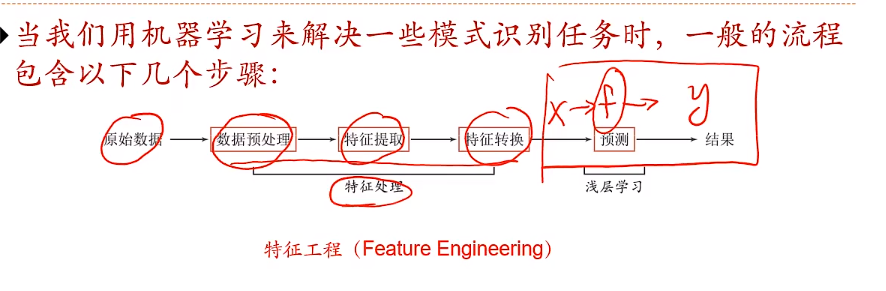 当我们用机器学习来解决一些模式识别任务时，一般的流程
包含以下几个步骤：
x → f → y
原始数据 → 数据预处理 → 特征提取 → 特征转换 → 预测 → 结果
特征处理 浅层学习
特征工程（Feature Engineering）